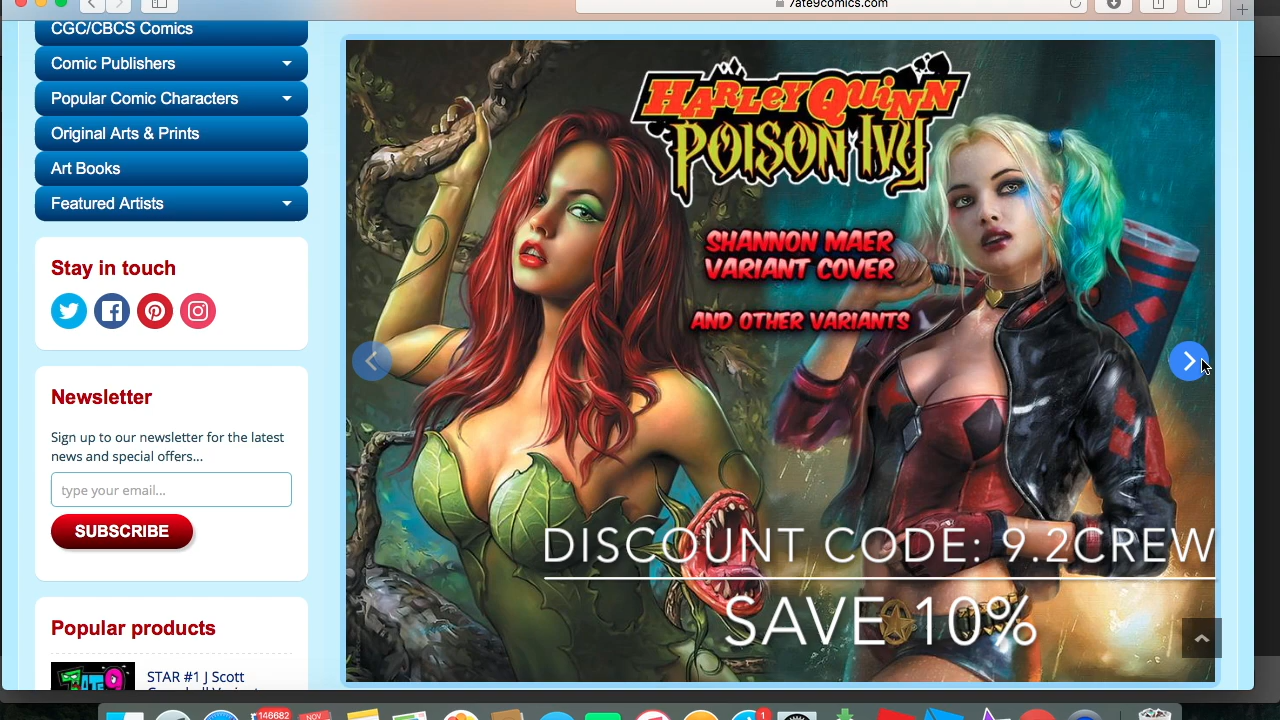 7ate9comics.com
CGC/CBCS Comics
Comic Publishers
Popular Comic Characters
Original Arts & Prints
Art Books
Featured Artists
Stay in touch
Newsletter
Sign up to our newsletter for the latest
news and special offers...
type your email...
SUBSCRIBE
Popular products
STAR #1 J Scott
HARLEY QUINN
POISON IVY
SHANNON MAER
VARIANT COVER
AND OTHER VARIANTS
DISCOUNT CODE: 9.2CREW
SAVE 10%
146682
NOV
1